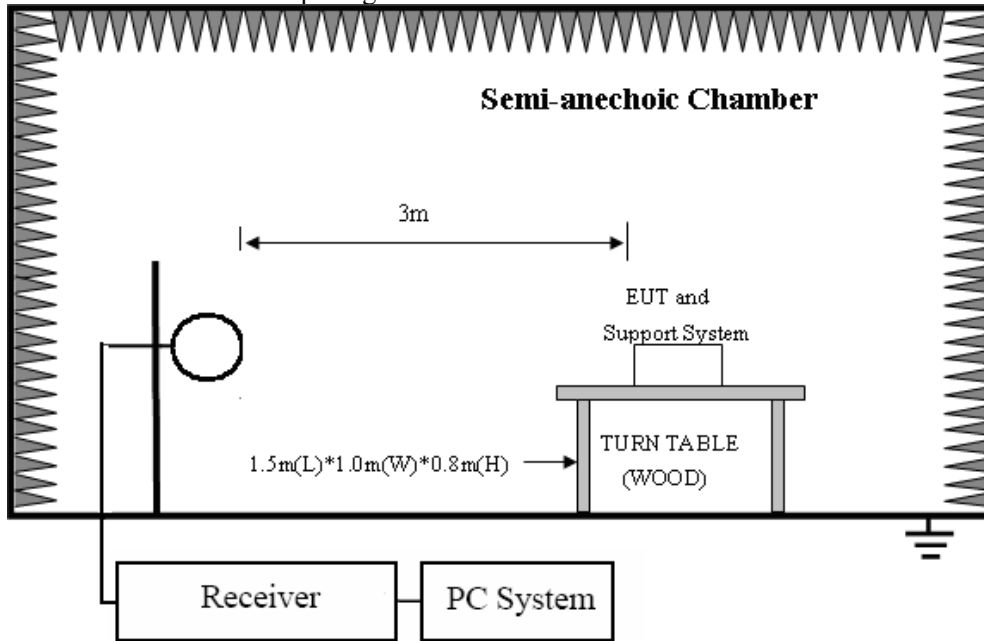 Semi-anechoic Chamber
3m
EUT and
Support System
TURN TABLE
(WOOD)
1.5m(L)*1.0m(W)*0.8m(H)
Receiver
PC System